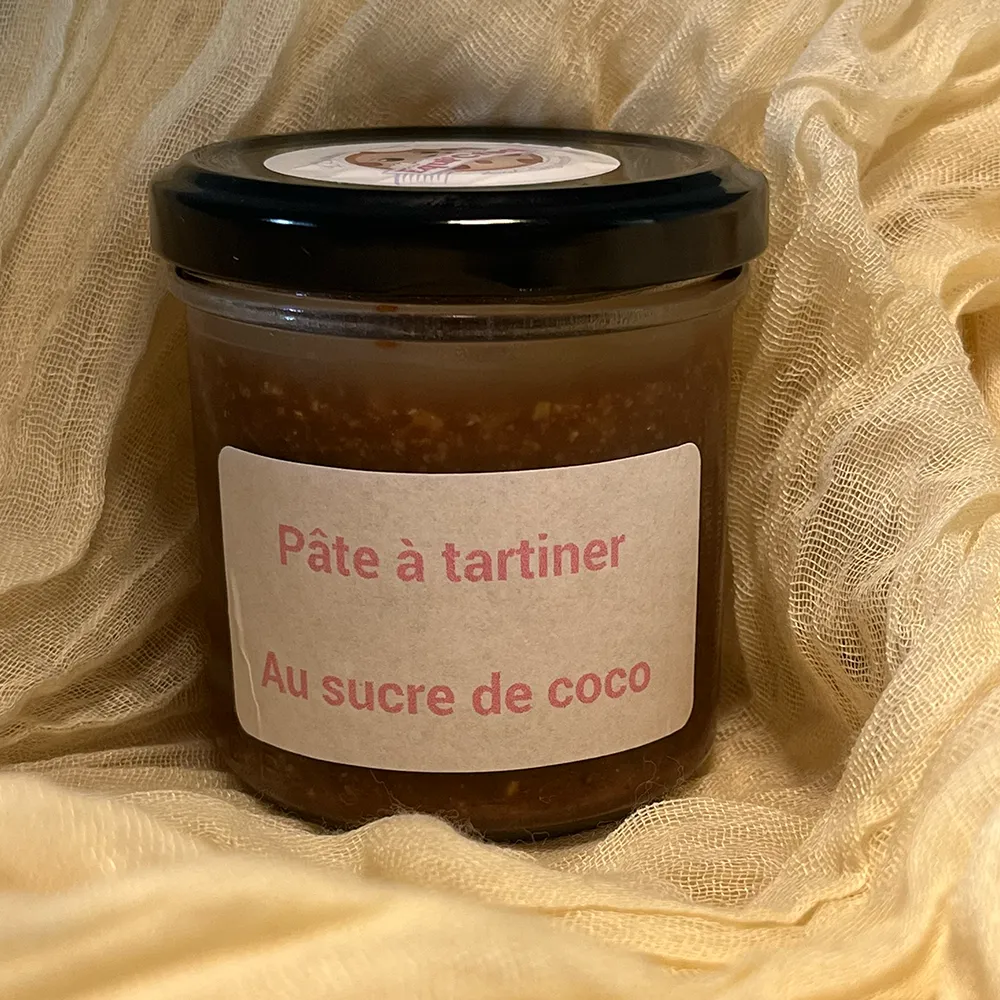 Pâte à tartiner
Au sucre de coco